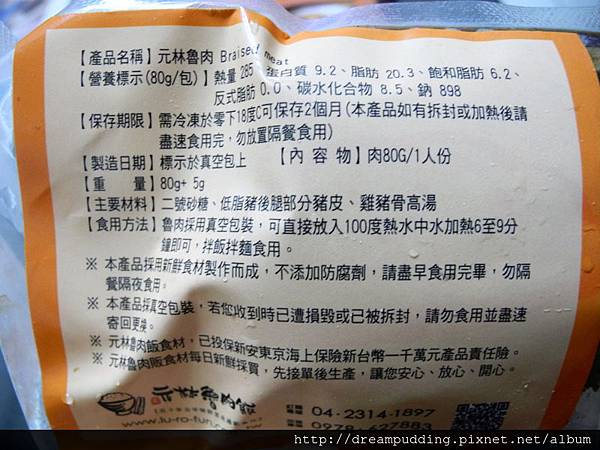 【產品名稱】元林魯肉 Braised meat
【營養標示(80g/包)】熱量 285、蛋白質 9.2、脂肪 20.3、飽和脂肪 6.2、
反式脂肪 0.0、碳水化合物 8.5、鈉 898
【保存期限】需冷凍於零下18度C可保存2個月(本產品如有拆封或加熱後請
盡速食用完，勿放置隔餐食用)
【製造日期】標示於真空包上 【內 容 物】肉80G/1人份
【重 量】80g+ 5g
【主要材料】二號砂糖、低脂豬後腿部分豬皮、雞豬骨高湯
【食用方法】魯肉採用真空包裝，可直接放入100度熱水中水加熱6至9分
鐘即可，拌飯拌麵食用。
※ 本產品採用新鮮食材製作而成，不添加防腐劑，請盡早食用完畢，勿隔
餐隔夜食用。
※ 本產品採真空包裝，若您收到時已遭損毀或已被拆封，請勿食用並盡速
寄回更換。
※ 元林魯肉飯食材，已投保新安東京海上保險新台幣一千萬元產品責任險。
※ 元林魯肉販食材每日新鮮採買，先接單後生產，讓您安心、放心、開心。
元林魯肉飯
04-2314-1897
www.lu-ro-fun.com.tw
0978-627883
http://dreampudding.pixnet.net/album